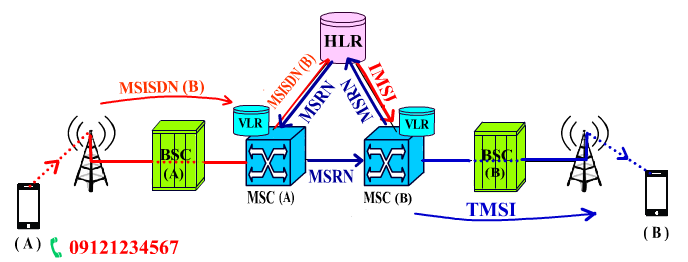 HLR
MSISDN (B)
MSISDN (B)
MSRN
MSRN
IMSI
VLR
VLR
BSC
(A)
BSC
(B)
MSRN
MSC (A)
MSC (B)
TMSI
( A )
09121234567
( B )